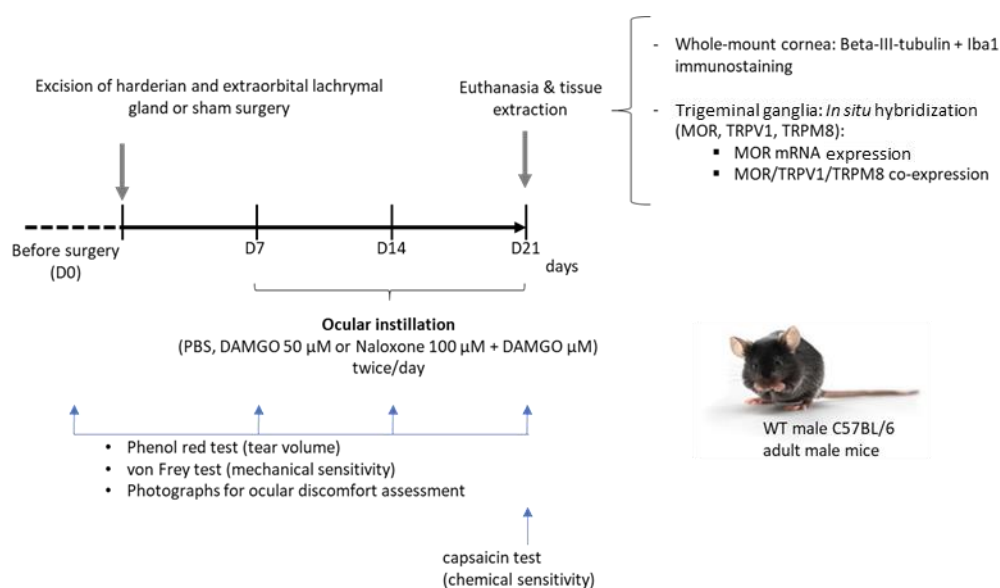 Excision of harderian and extraorbital lachrymal
gland or sham surgery
Euthanasia & tissue
extraction
- Whole-mount cornea: Beta-III-tubulin + Iba1
immunostaining
- Trigeminal ganglia: In situ hybridization
(MOR, TRPV1, TRPM8):
▪ MOR mRNA expression
▪ MOR/TRPV1/TRPM8 co-expression
Before surgery
(D0)
D7
D14
D21
days
Ocular instillation
(PBS, DAMGO 50 µM or Naloxone 100 µM + DAMGO µM)
twice/day
• Phenol red test (tear volume)
• von Frey test (mechanical sensitivity)
• Photographs for ocular discomfort assessment
WT male C57BL/6
adult male mice
capsaicin test
(chemical sensitivity)